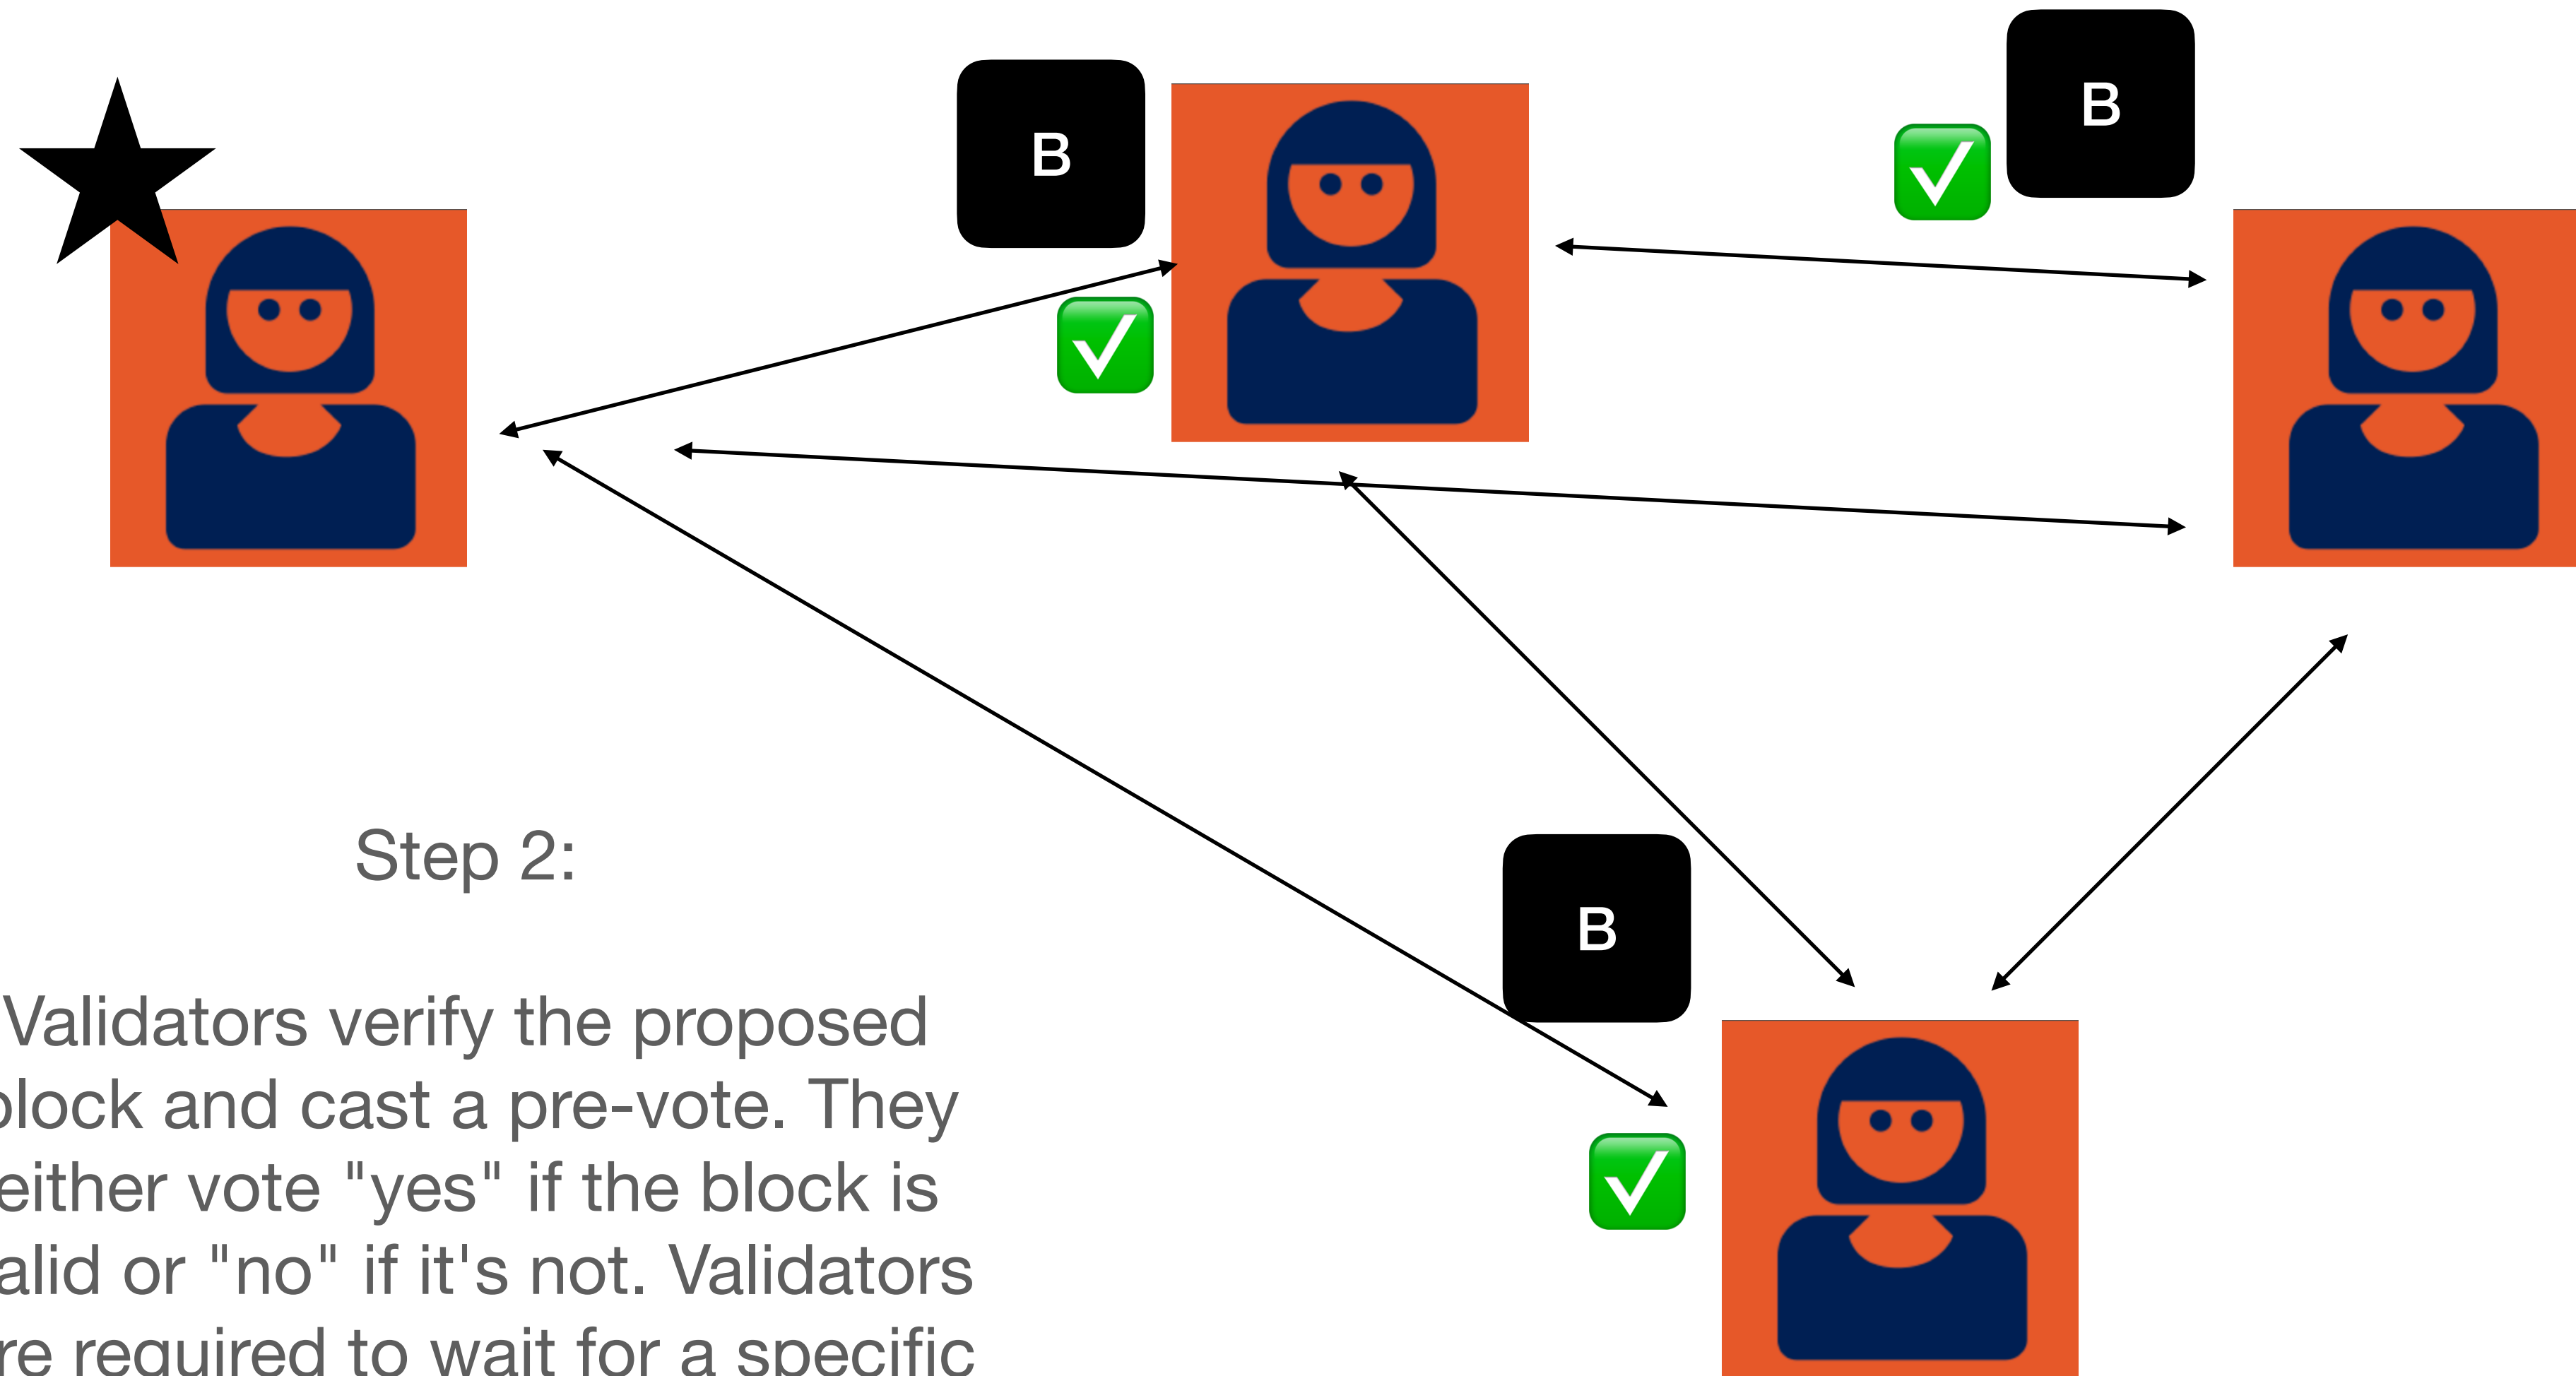 B
B
B
Step 2:
Validators verify the proposed
block and cast a pre-vote. They
either vote "yes" if the block is
alid or "no" if it's not. Validators
re required to wait for a specific